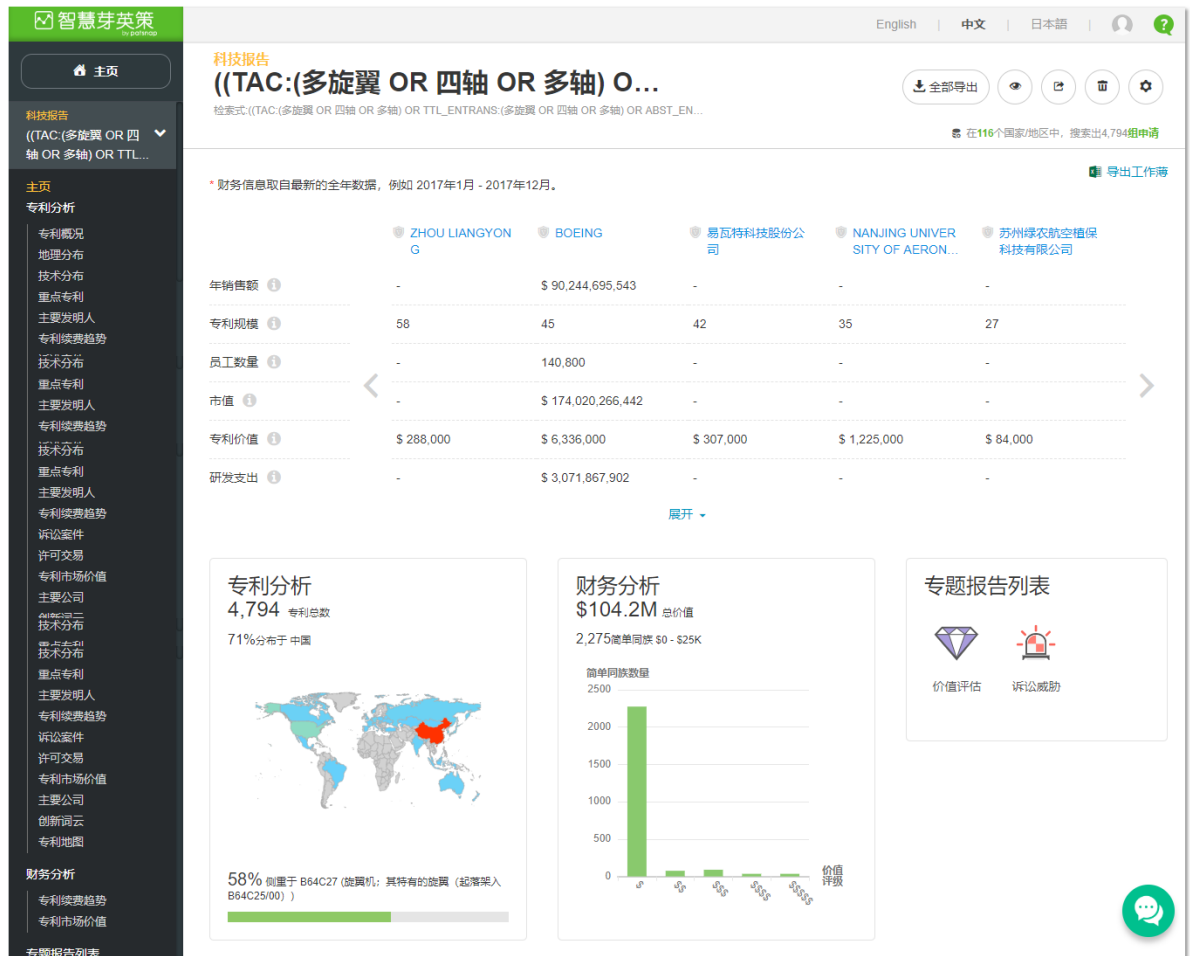 智慧芽英策
by patsnap
English | 中文 | 日本語 |
?
主页
科技报告
((TAC:(多旋翼 OR 四
轴 OR 多轴) OR TTL...
主页
专利分析
专利概况
地理分布
技术分布
重点专利
主要发明人
专利续费趋势
技术分布
重点专利
主要发明人
专利续费趋势
技术分布
重点专利
主要发明人
专利续费趋势
诉讼案件
许可交易
专利市场价值
主要公司
技术分布
技术分布
重点专利
主要发明人
专利续费趋势
诉讼案件
许可交易
专利市场价值
主要公司
创新词云
专利地图
财务分析
专利续费趋势
专利市场价值
专题报告列表
科技报告
((TAC:(多旋翼 OR 四轴 OR 多轴) O...
检索式:((TAC:(多旋翼 OR 四轴 OR 多轴) OR TTL_ENTRANS:(多旋翼 OR 四轴 OR 多轴) OR ABST_EN...
全部导出
在116个国家/地区中，搜索出4,794组申请
导出工作薄
* 财务信息取自最新的全年数据，例如 2017年1月 - 2017年12月。
ZHOU LIANGYON
G
BOEING
易瓦特科技股份公
司
NANJING UNIVER
SITY OF AERON...
苏州绿农航空植保
科技有限公司
年销售额 - $ 90,244,695,543 - - -
专利规模 58 45 42 35 27
员工数量 - 140,800 - - -
市值 - $ 174,020,266,442 - - -
专利价值 $ 288,000 $ 6,336,000 $ 307,000 $ 1,225,000 $ 84,000
研发支出 - $ 3,071,867,902 - - -
展开
专利分析
4,794 专利总数
71%分布于 中国
58% 侧重于 B64C27 (旋翼机；其特有的旋翼（起落架入
B64C25/00）)
财务分析
$104.2M 总价值
2,275简单同族 $0 - $25K
简单同族数量
2500
2000
1500
1000
500
0
$ $$ $$$ $$$$ $$$$$
价值
评级
专题报告列表
价值评估 诉讼威胁